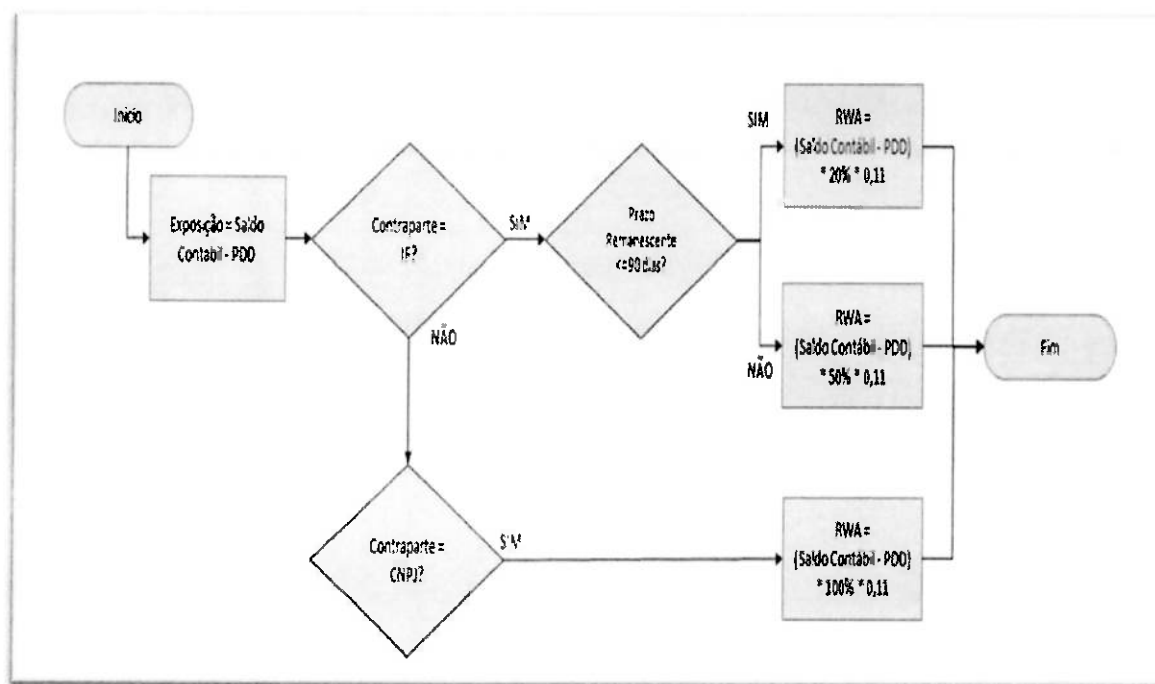 Início
Exposição = Saldo
Contábil - PDD
Contraparte =
IF?
SIM
NÃO
Prazo
Remanescente
<=90 dias?
SIM
RWA =
(Saldo Contábil - PDD)
* 20% * 0,11
NÃO
RWA =
(Saldo Contábil - PDD)
* 50% * 0,11
Fim
Contraparte =
CNPJ?
SIM
RWA =
(Saldo Contábil - PDD)
* 100% * 0,11